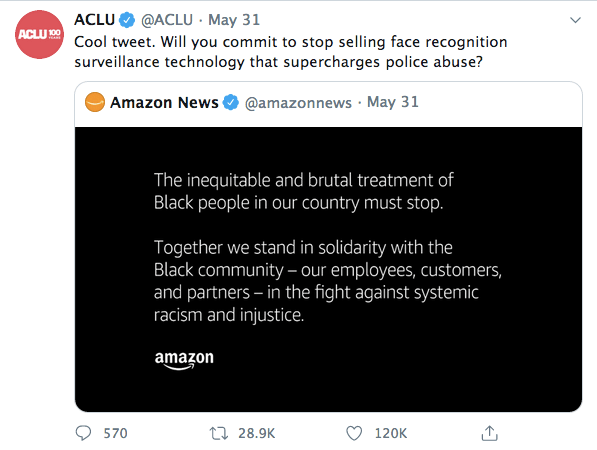 ACLU @ACLU · May 31
ACLU 100 YEARS
Cool tweet. Will you commit to stop selling face recognition
surveillance technology that supercharges police abuse?
Amazon News @amazonnews · May 31
The inequitable and brutal treatment of
Black people in our country must stop.
Together we stand in solidarity with the
Black community – our employees, customers,
and partners – in the fight against systemic
racism and injustice.
amazon
570 28.9K 120K